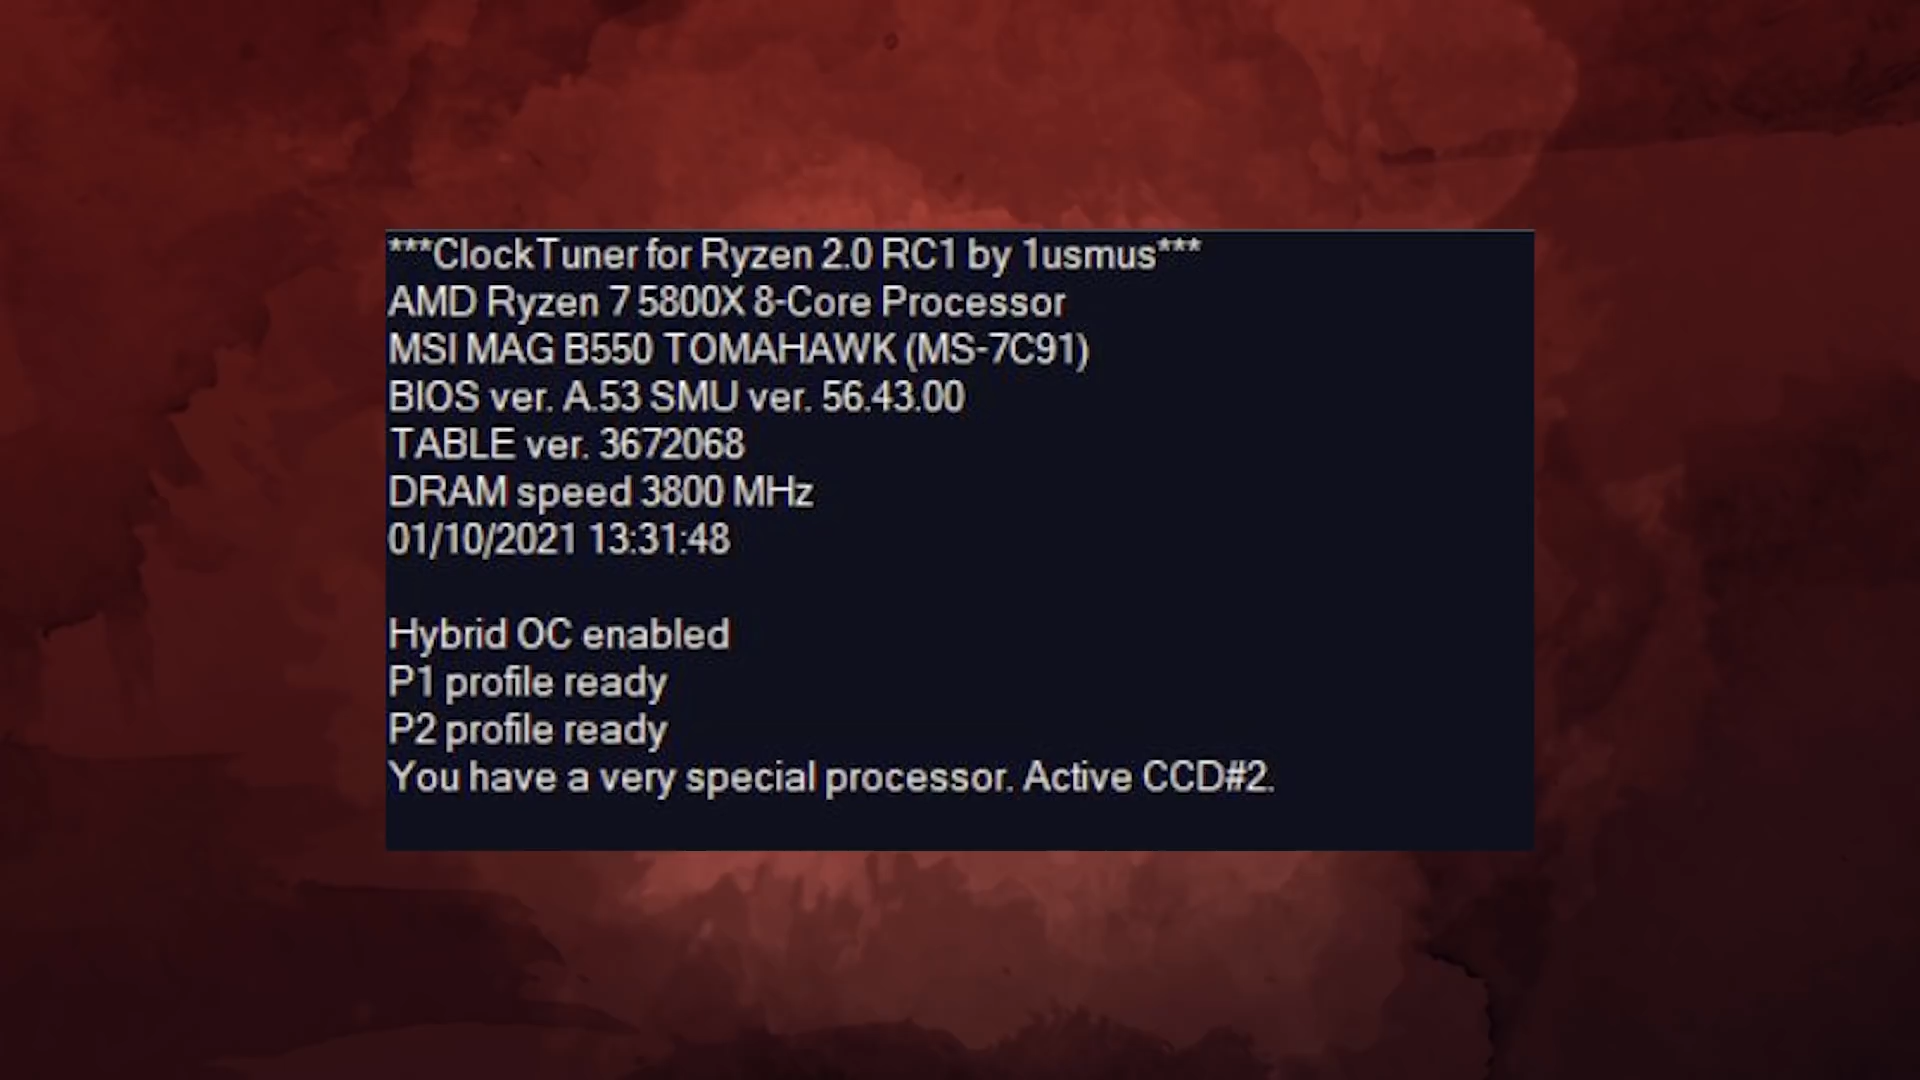 ***ClockTuner for Ryzen 2.0 RC1 by 1usmus***
AMD Ryzen 7 5800X 8-Core Processor
MSI MAG B550 TOMAHAWK (MS-7C91)
BIOS ver. A.53 SMU ver. 56.43.00
TABLE ver. 3672068
DRAM speed 3800 MHz
01/10/2021 13:31:48
Hybrid OC enabled
P1 profile ready
P2 profile ready
You have a very special processor. Active CCD#2.